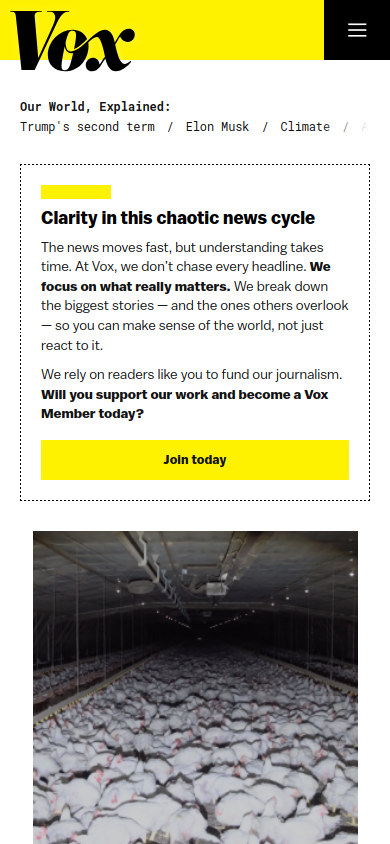 Vox
Our World, Explained:
Trump's second term / Elon Musk / Climate /
Clarity in this chaotic news cycle
The news moves fast, but understanding takes
time. At Vox, we don’t chase every headline. We
focus on what really matters. We break down
the biggest stories — and the ones others overlook
— so you can make sense of the world, not just
react to it.
We rely on readers like you to fund our journalism.
Will you support our work and become a Vox
Member today?
Join today